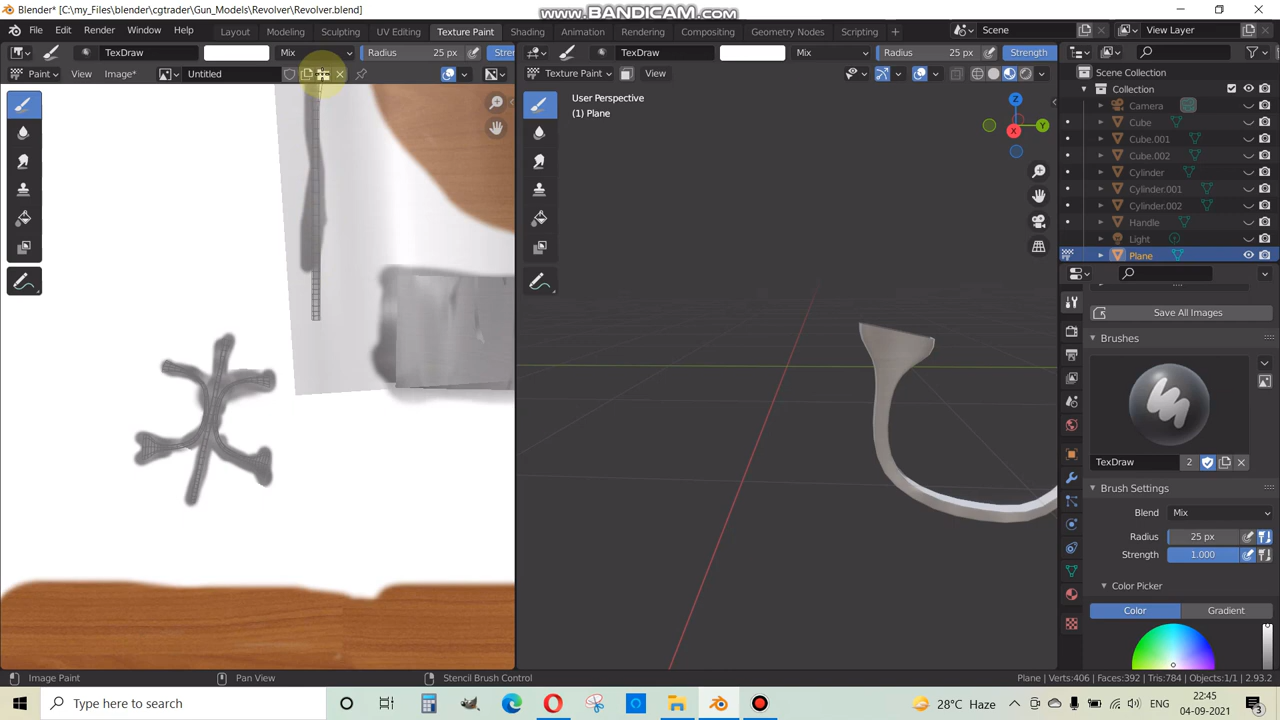 Blender* [C:\my_Files\blender\cgtrader\Gun_Models\Revolver\Revolver.blend]
www.BANDICAM.com
File Edit Render Window Help Layout Modeling Sculpting UV Editing Texture Paint Shading Animation Rendering Compositing Geometry Nodes Scripting + Scene View Layer
TexDraw Mix Radius 25 px TexDraw Mix Radius 25 px Strength
Paint View Image* Untitled Texture Paint View Scene Collection
Collection
User Perspective
(1) Plane
Camera
Cube
Cube.001
Cube.002
Cylinder
Cylinder.001
Cylinder.002
Handle
Light
Plane
Z
Y
X
Save All Images
Brushes
TexDraw 2
Brush Settings
Blend Mix
Radius 25 px
Strength 1.000
Color Picker
Color Gradient
Image Paint Pan View Stencil Brush Control Plane | Verts:406 | Faces:392 | Tris:784 | Objects:1/1 | 2.93.2
Type here to search 28°C Haze ENG 22:45
04-09-2021
3